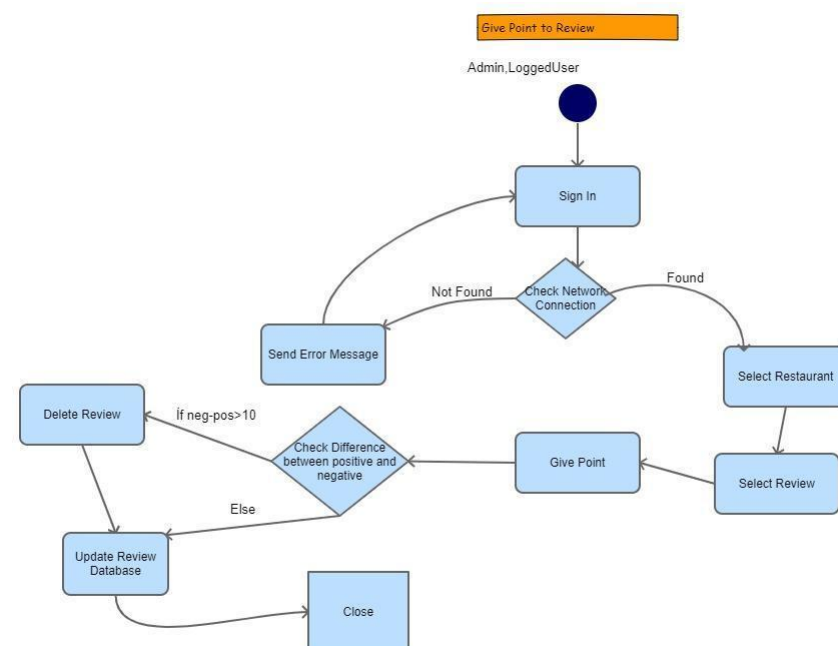 Give Point to Review
Admin,LoggedUser
Sign In
Check Network
Connection
Not Found
Found
Send Error Message
Select Restaurant
Delete Review
İf neg-pos>10
Check Difference
between positive and
negative
Give Point
Select Review
Else
Update Review
Database
Close